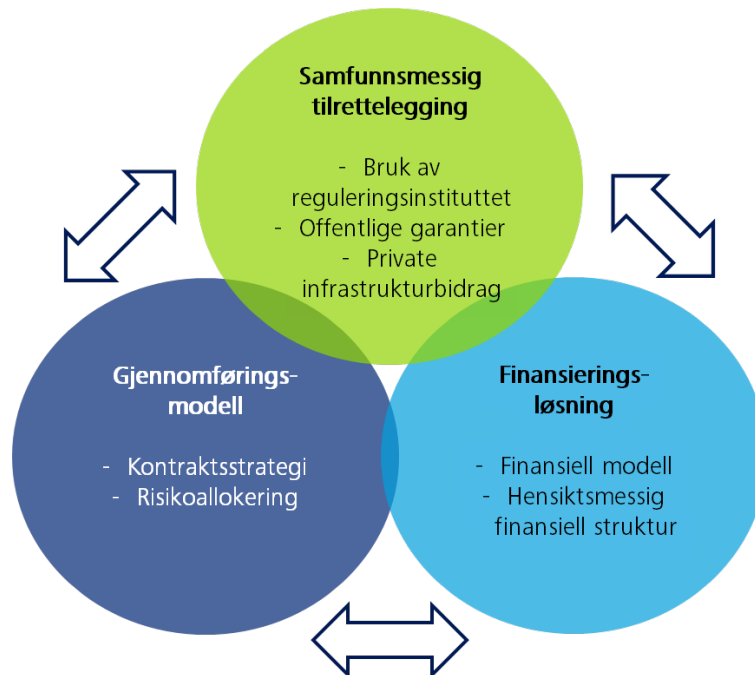 Samfunnsmessig
tilrettelegging
- Bruk av
reguleringsinstituttet
- Offentlige garantier
- Private
infrastrukturbidrag
Gjennomførings-
modell
- Kontraktsstrategi
- Risikoallokering
Finansierings-
løsning
- Finansiell modell
- Hensiktsmessig
finansiell struktur